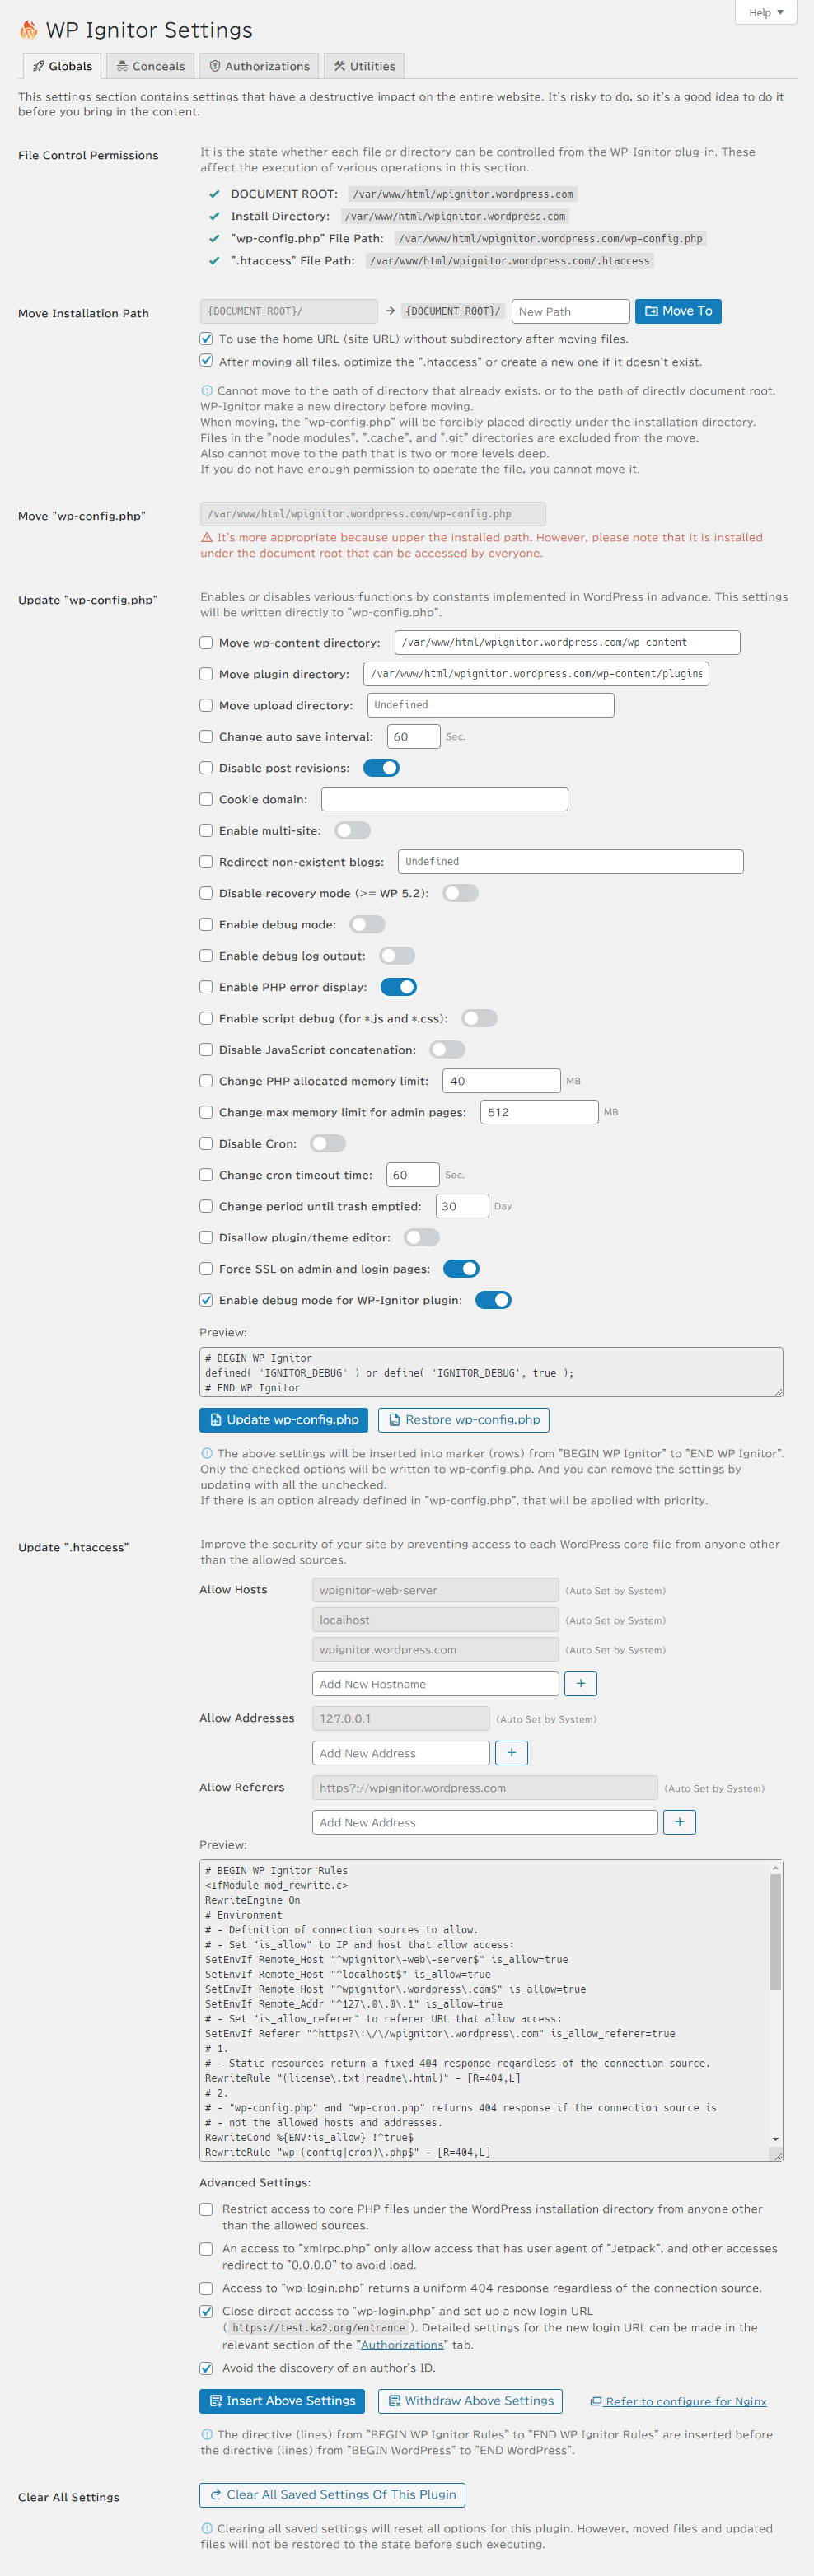 Help ▼
WP Ignitor Settings
Globals Conceals Authorizations Utilities
This settings section contains settings that have a destructive impact on the entire website. It's risky to do, so it's a good idea to do it
before you bring in the content.
File Control Permissions
It is the state whether each file or directory can be controlled from the WP-Ignitor plug-in. These
affect the execution of various operations in this section.
DOCUMENT ROOT: /var/www/html/wpignitor.wordpress.com
Install Directory: /var/www/html/wpignitor.wordpress.com
"wp-config.php" File Path: /var/www/html/wpignitor.wordpress.com/wp-config.php
".htaccess" File Path: /var/www/html/wpignitor.wordpress.com/.htaccess
Move Installation Path
{DOCUMENT_ROOT}/ → {DOCUMENT_ROOT}/ New Path Move To
To use the home URL (site URL) without subdirectory after moving files.
After moving all files, optimize the ".htaccess" or create a new one if it doesn't exist.
Cannot move to the path of directory that already exists, or to the path of directly document root.
WP-Ignitor make a new directory before moving.
When moving, the "wp-config.php" will be forcibly placed directly under the installation directory.
Files in the "node modules", ".cache", and ".git" directories are excluded from the move.
Also cannot move to the path that is two or more levels deep.
If you do not have enough permission to operate the file, you cannot move it.
Move "wp-config.php"
/var/www/html/wpignitor.wordpress.com/wp-config.php
It's more appropriate because upper the installed path. However, please note that it is installed
under the document root that can be accessed by everyone.
Update "wp-config.php"
Enables or disables various functions by constants implemented in WordPress in advance. This settings
will be written directly to "wp-config.php".
Move wp-content directory: /var/www/html/wpignitor.wordpress.com/wp-content
Move plugin directory: /var/www/html/wpignitor.wordpress.com/wp-content/plugins
Move upload directory: Undefined
Change auto save interval: 60 Sec.
Disable post revisions:
Cookie domain:
Enable multi-site:
Redirect non-existent blogs: Undefined
Disable recovery mode (>= WP 5.2):
Enable debug mode:
Enable debug log output:
Enable PHP error display:
Enable script debug (for *.js and *.css):
Disable JavaScript concatenation:
Change PHP allocated memory limit: 40 MB
Change max memory limit for admin pages: 512 MB
Disable Cron:
Change cron timeout time: 60 Sec.
Change period until trash emptied: 30 Day
Disallow plugin/theme editor:
Force SSL on admin and login pages:
Enable debug mode for WP-Ignitor plugin:
Preview:
# BEGIN WP Ignitor
defined( 'IGNITOR_DEBUG' ) or define( 'IGNITOR_DEBUG', true );
# END WP Ignitor
Update wp-config.php Restore wp-config.php
The above settings will be inserted into marker (rows) from "BEGIN WP Ignitor" to "END WP Ignitor".
Only the checked options will be written to wp-config.php. And you can remove the settings by
updating with all the unchecked.
If there is an option already defined in "wp-config.php", that will be applied with priority.
Update ".htaccess"
Improve the security of your site by preventing access to each WordPress core file from anyone other
than the allowed sources.
Allow Hosts wpignitor-web-server (Auto Set by System)
localhost (Auto Set by System)
wpignitor.wordpress.com (Auto Set by System)
Add New Hostname +
Allow Addresses 127.0.0.1 (Auto Set by System)
Add New Address +
Allow Referers https?://wpignitor.wordpress.com (Auto Set by System)
Add New Address +
Preview:
# BEGIN WP Ignitor Rules
<IfModule mod_rewrite.c>
RewriteEngine On
# Environment
# - Definition of connection sources to allow.
# - Set "is_allow" to IP and host that allow access:
SetEnvIf Remote_Host "^wpignitor\-web\-server$" is_allow=true
SetEnvIf Remote_Host "^localhost$" is_allow=true
SetEnvIf Remote_Host "^wpignitor\.wordpress\.com$" is_allow=true
SetEnvIf Remote_Addr "^127\.0\.0\.1" is_allow=true
# - Set "is_allow_referer" to referer URL that allow access:
SetEnvIf Referer "^https?\:\/\/wpignitor\.wordpress\.com" is_allow_referer=true
# 1.
# - Static resources return a fixed 404 response regardless of the connection source.
RewriteRule "(license\.txt|readme\.html)" - [R=404,L]
# 2.
# - "wp-config.php" and "wp-cron.php" returns 404 response if the connection source is
# - not the allowed hosts and addresses.
RewriteCond %{ENV:is_allow} !^true$
RewriteRule "wp-(config|cron)\.php$" - [R=404,L]
Advanced Settings:
Restrict access to core PHP files under the WordPress installation directory from anyone other
than the allowed sources.
An access to "xmlrpc.php" only allow access that has user agent of "Jetpack", and other accesses
redirect to "0.0.0.0" to avoid load.
Access to "wp-login.php" returns a uniform 404 response regardless of the connection source.
Close direct access to "wp-login.php" and set up a new login URL
( https://test.ka2.org/entrance ). Detailed settings for the new login URL can be made in the
relevant section of the "Authorizations" tab.
Avoid the discovery of an author's ID.
Insert Above Settings Withdraw Above Settings Refer to configure for Nginx
The directive (lines) from "BEGIN WP Ignitor Rules" to "END WP Ignitor Rules" are inserted before
the directive (lines) from "BEGIN WordPress" to "END WordPress".
Clear All Settings
Clear All Saved Settings Of This Plugin
Clearing all saved settings will reset all options for this plugin. However, moved files and updated
files will not be restored to the state before such executing.